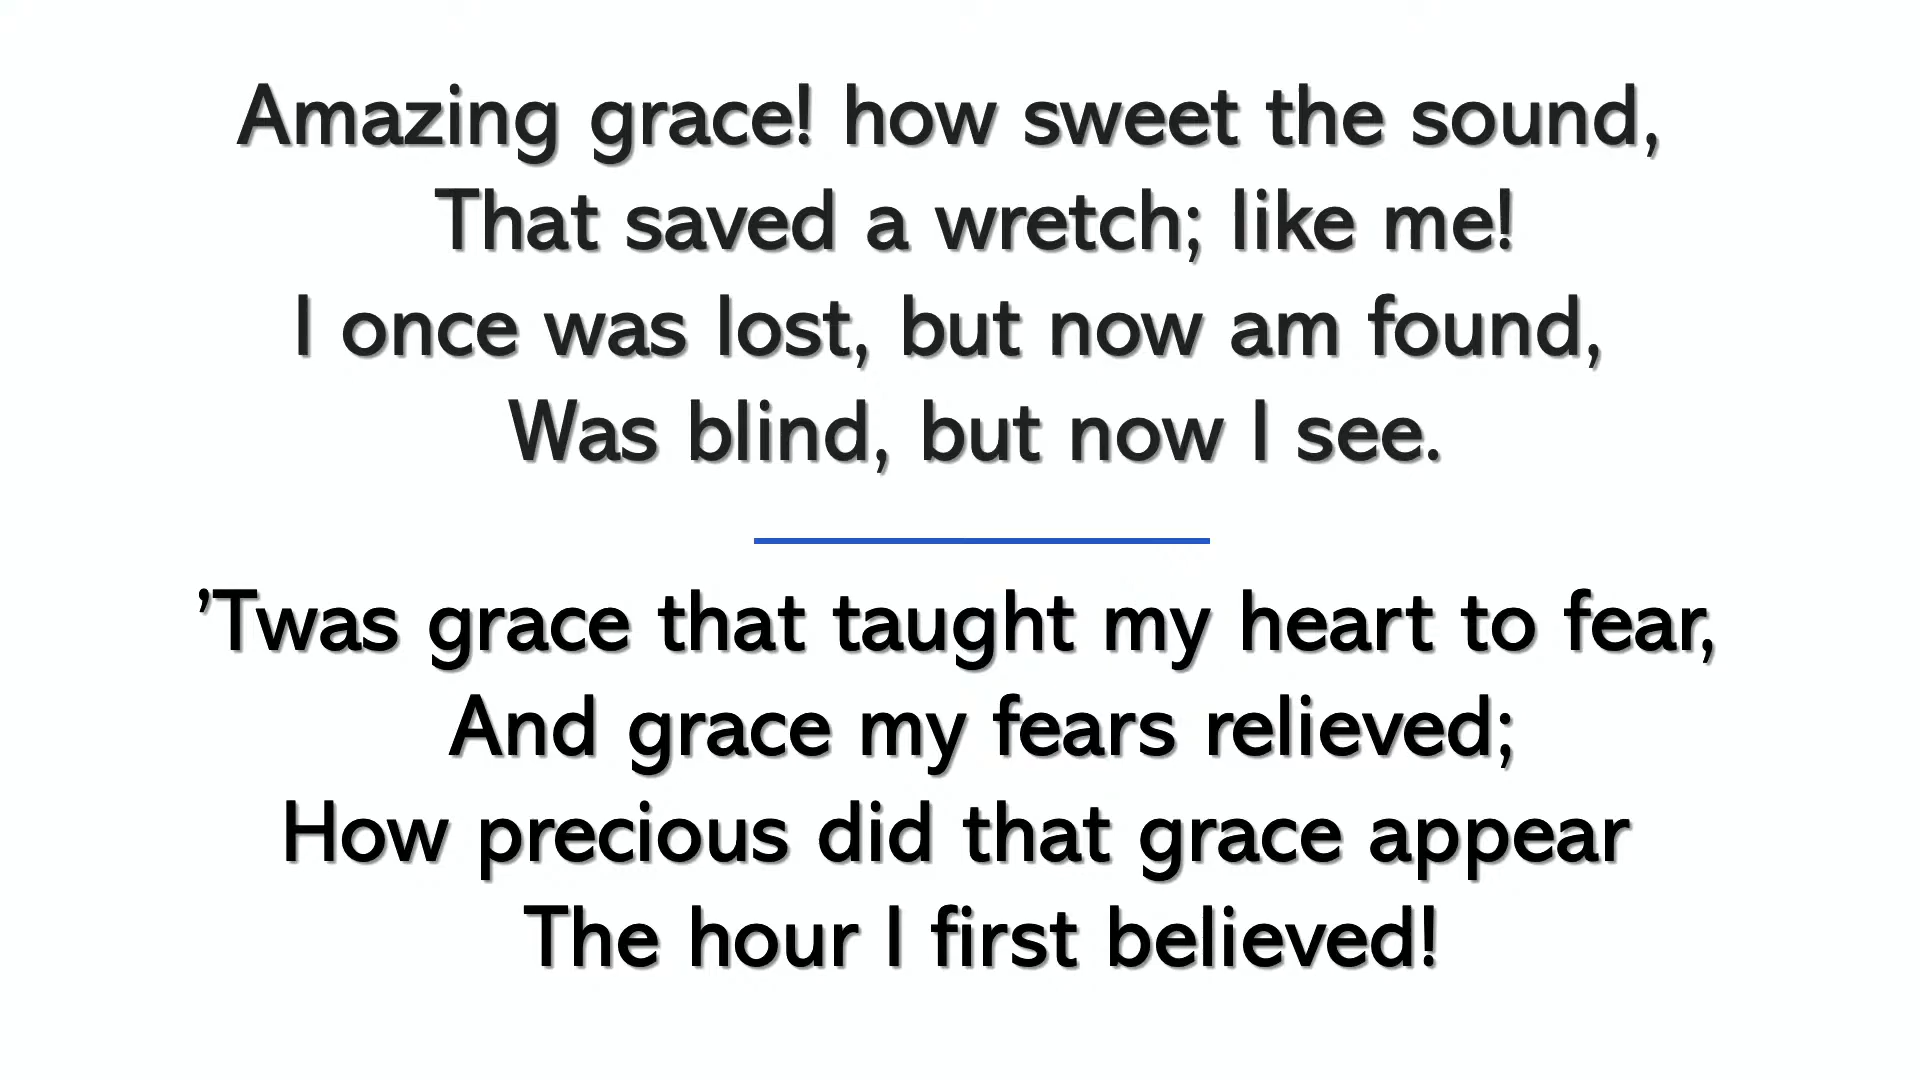 Amazing grace! how sweet the sound,
That saved a wretch; like me!
I once was lost, but now am found,
Was blind, but now I see.
’Twas grace that taught my heart to fear,
And grace my fears relieved;
How precious did that grace appear
The hour I first believed!